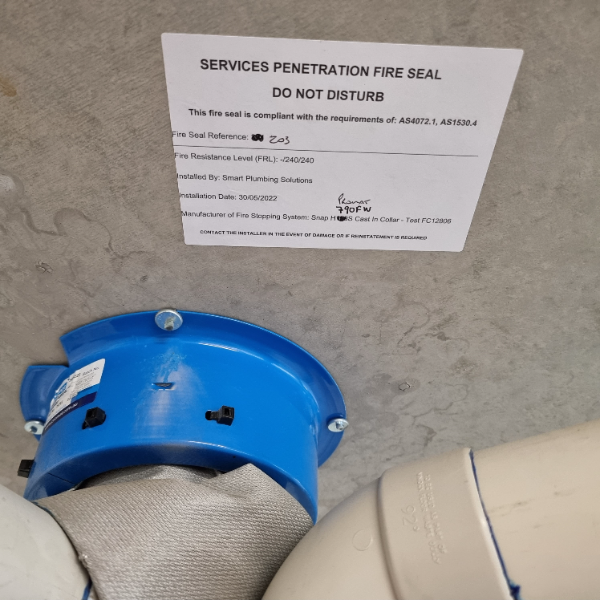 SERVICES PENETRATION FIRE SEAL
DO NOT DISTURB
This fire seal is compliant with the requirements of: AS4072.1, AS1530.4
Fire Seal Reference: 203
Fire Resistance Level (FRL): -/240/240
Installed By: Smart Plumbing Solutions
Installation Date: 30/05/2022
Promat
790FW
Manufacturer of Fire Stopping System: Snap Cast In Collar - Test FC12806
CONTACT THE INSTALLER IN THE EVENT OF DAMAGE OR IF REINSTATEMENT IS REQUIRED